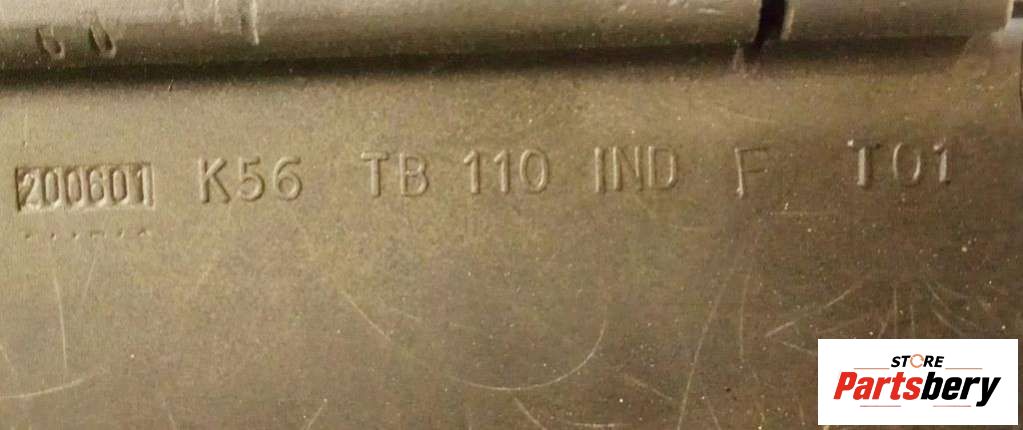 200601 K56 TB 110 IND F T01
STORE
Partsbery